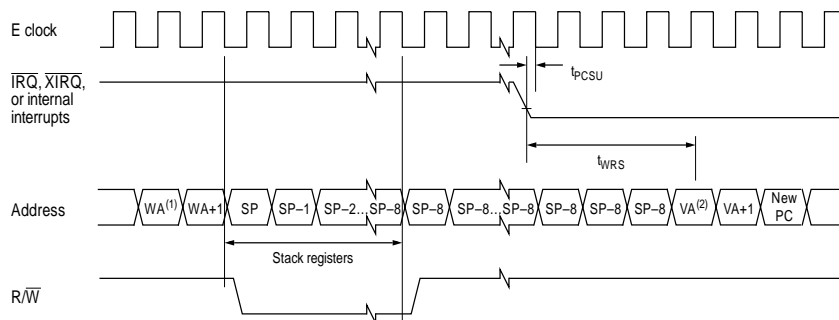 E clock
IRQ, XIRQ,
or internal
interrupts
tPCSU
tWRS
Address
WA(1) WA+1 SP SP–1 SP–2...SP–8 SP–8 SP–8...SP–8 SP–8 SP–8 SP–8 VA(2) VA+1 New PC
Stack registers
R/W